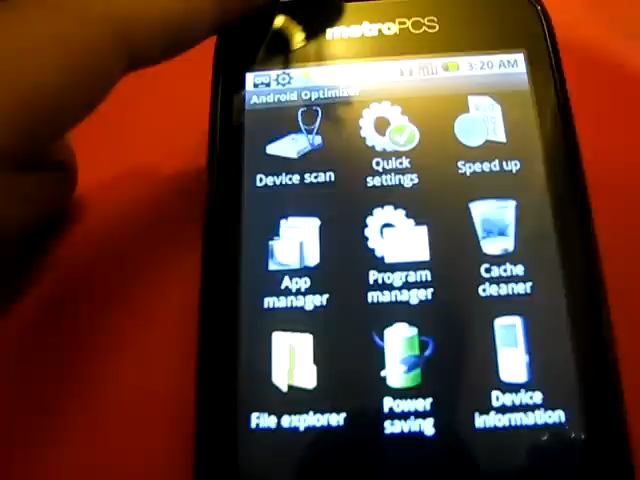 metroPCS
3:20 AM
Android Optimizer
Device scan
Quick
settings
Speed up
App
manager
Program
manager
Cache
cleaner
File explorer
Power
saving
Device
information